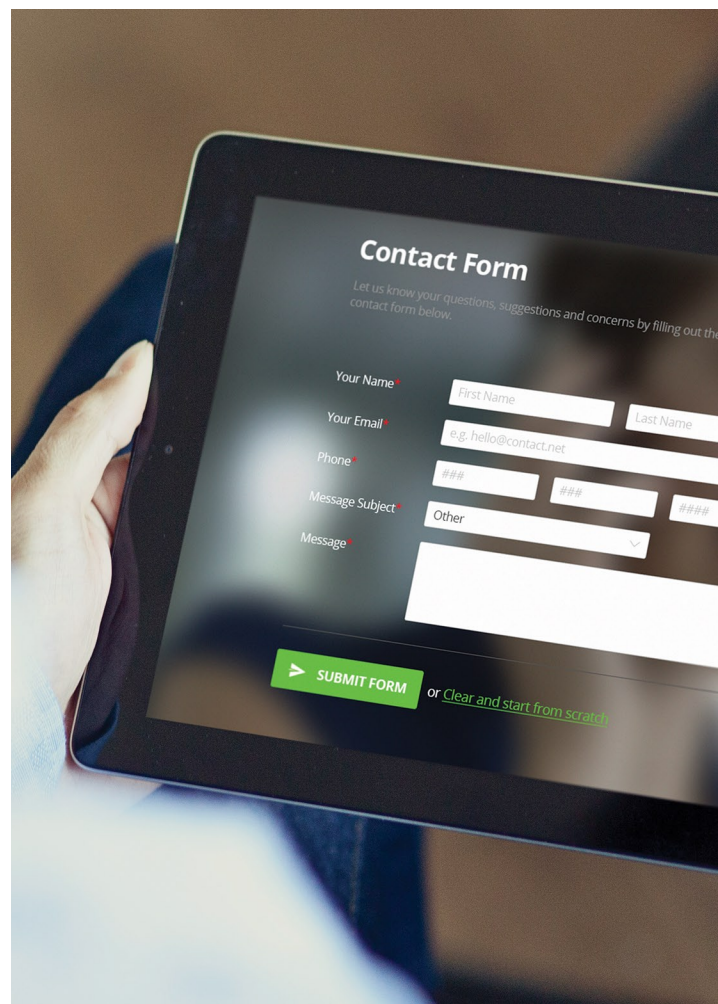 Contact Form
Let us know your questions, suggestions and concerns by filling out the
contact form below.
Your Name* First Name Last Name
Your Email* e.g. hello@contact.net
Phone* ### ### ####
Message Subject* Other
Message*
SUBMIT FORM or Clear and start from scratch